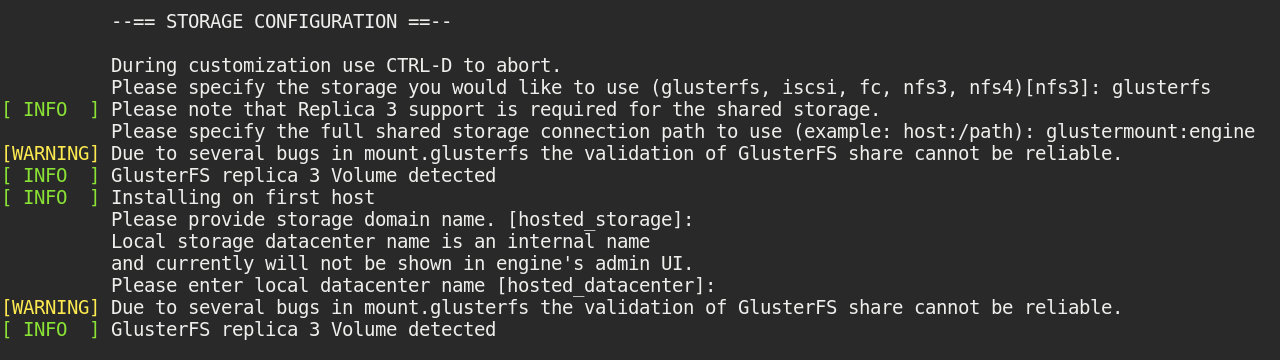 --== STORAGE CONFIGURATION ==--
During customization use CTRL-D to abort.
Please specify the storage you would like to use (glusterfs, iscsi, fc, nfs3, nfs4)[nfs3]: glusterfs
[ INFO  ] Please note that Replica 3 support is required for the shared storage.
Please specify the full shared storage connection path to use (example: host:/path): glustermount:engine
[WARNING] Due to several bugs in mount.glusterfs the validation of GlusterFS share cannot be reliable.
[ INFO  ] GlusterFS replica 3 Volume detected
[ INFO  ] Installing on first host
Please provide storage domain name. [hosted_storage]:
Local storage datacenter name is an internal name
and currently will not be shown in engine's admin UI.
Please enter local datacenter name [hosted_datacenter]:
[WARNING] Due to several bugs in mount.glusterfs the validation of GlusterFS share cannot be reliable.
[ INFO  ] GlusterFS replica 3 Volume detected